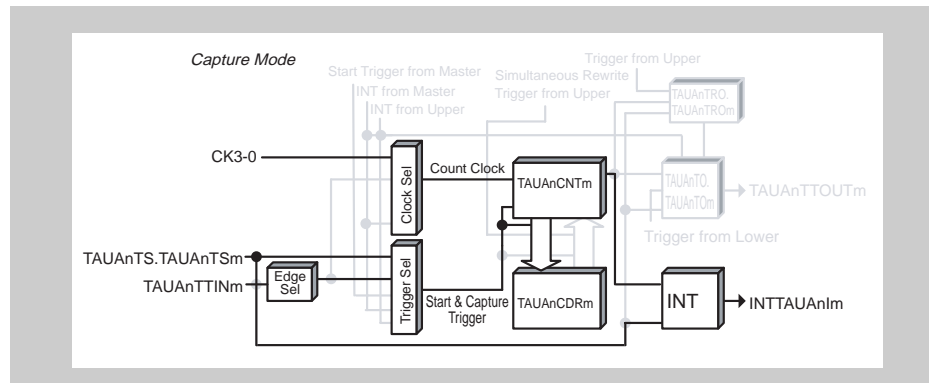 Capture Mode
Trigger from Upper
Start Trigger from Master
Simultaneous Rewrite
Trigger from Upper
INT from Master
INT from Upper
TAUAnTRO.
TAUAnTROm
CK3-0
Clock Sel
Count Clock
TAUAnCNTm
TAUAnTO.
TAUAnTOm
TAUAnTTOUTm
Trigger from Lower
TAUAnTS.TAUAnTSm
TAUAnTTINm
Edge
Sel
Trigger Sel
Start & Capture
Trigger
TAUAnCDRm
INT
INTTAUAnIm